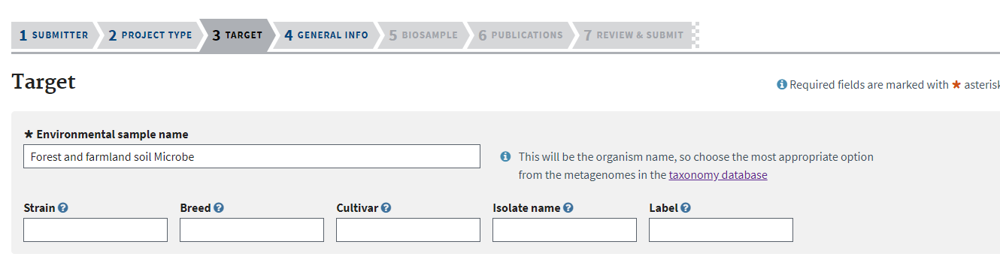 1 SUBMITTER 2 PROJECT TYPE 3 TARGET 4 GENERAL INFO 5 BIOSAMPLE 6 PUBLICATIONS 7 REVIEW & SUBMIT
Target
Required fields are marked with * asterisk
* Environmental sample name
Forest and farmland soil Microbe
This will be the organism name, so choose the most appropriate option
from the metagenomes in the taxonomy database
Strain Breed Cultivar Isolate name Label